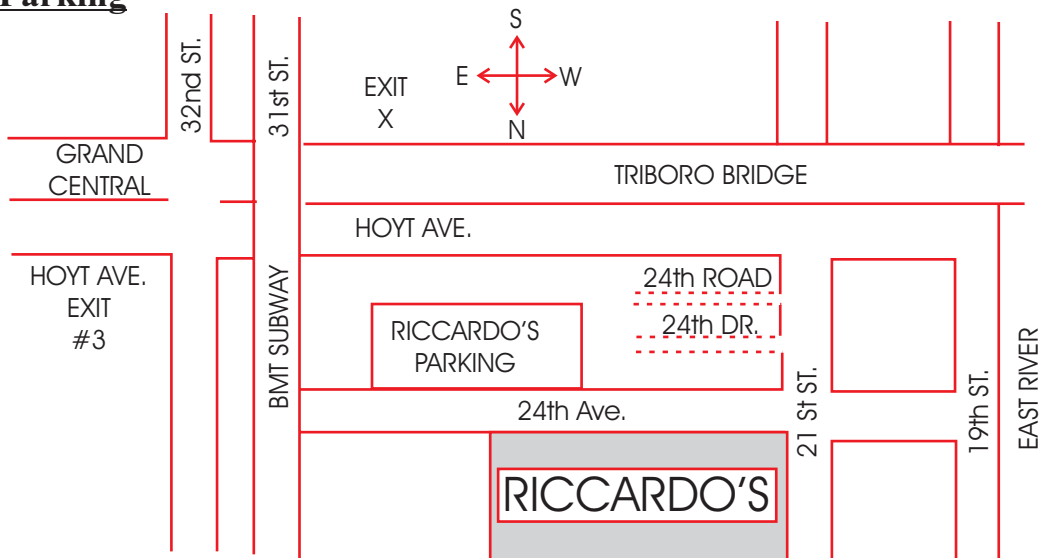 Parking
32nd ST.
31st ST.
EXIT
X
S
E
W
N
GRAND
CENTRAL
TRIBORO BRIDGE
HOYT AVE.
HOYT AVE.
EXIT
#3
BMT SUBWAY
24th ROAD
24th DR.
RICCARDO'S
PARKING
24th Ave.
21 St ST.
19th ST.
EAST RIVER
RICCARDO'S